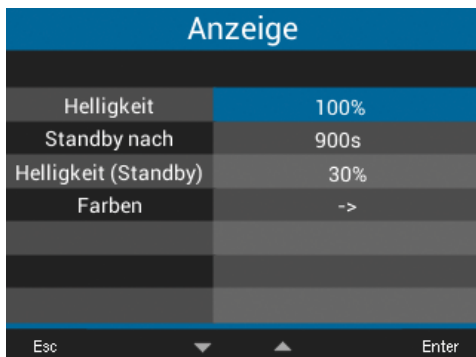 Anzeige
Helligkeit 100%
Standby nach 900s
Helligkeit (Standby) 30%
Farben ->
Esc Enter